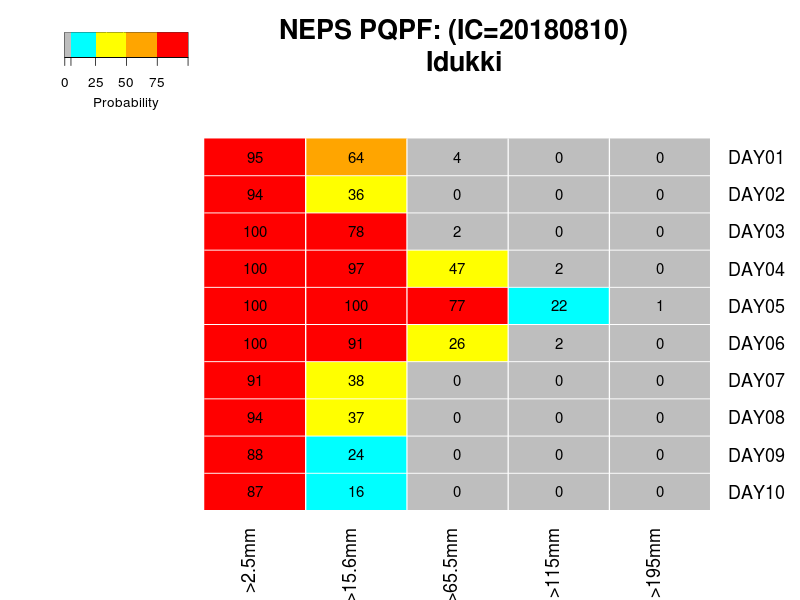 NEPS PQPF: (IC=20180810)
Idukki
0 25 50 75
Probability
95 64 4 0 0 DAY01
94 36 0 0 0 DAY02
100 78 2 0 0 DAY03
100 97 47 2 0 DAY04
100 100 77 22 1 DAY05
100 91 26 2 0 DAY06
91 38 0 0 0 DAY07
94 37 0 0 0 DAY08
88 24 0 0 0 DAY09
87 16 0 0 0 DAY10
>2.5mm >15.6mm >65.5mm >115mm >195mm